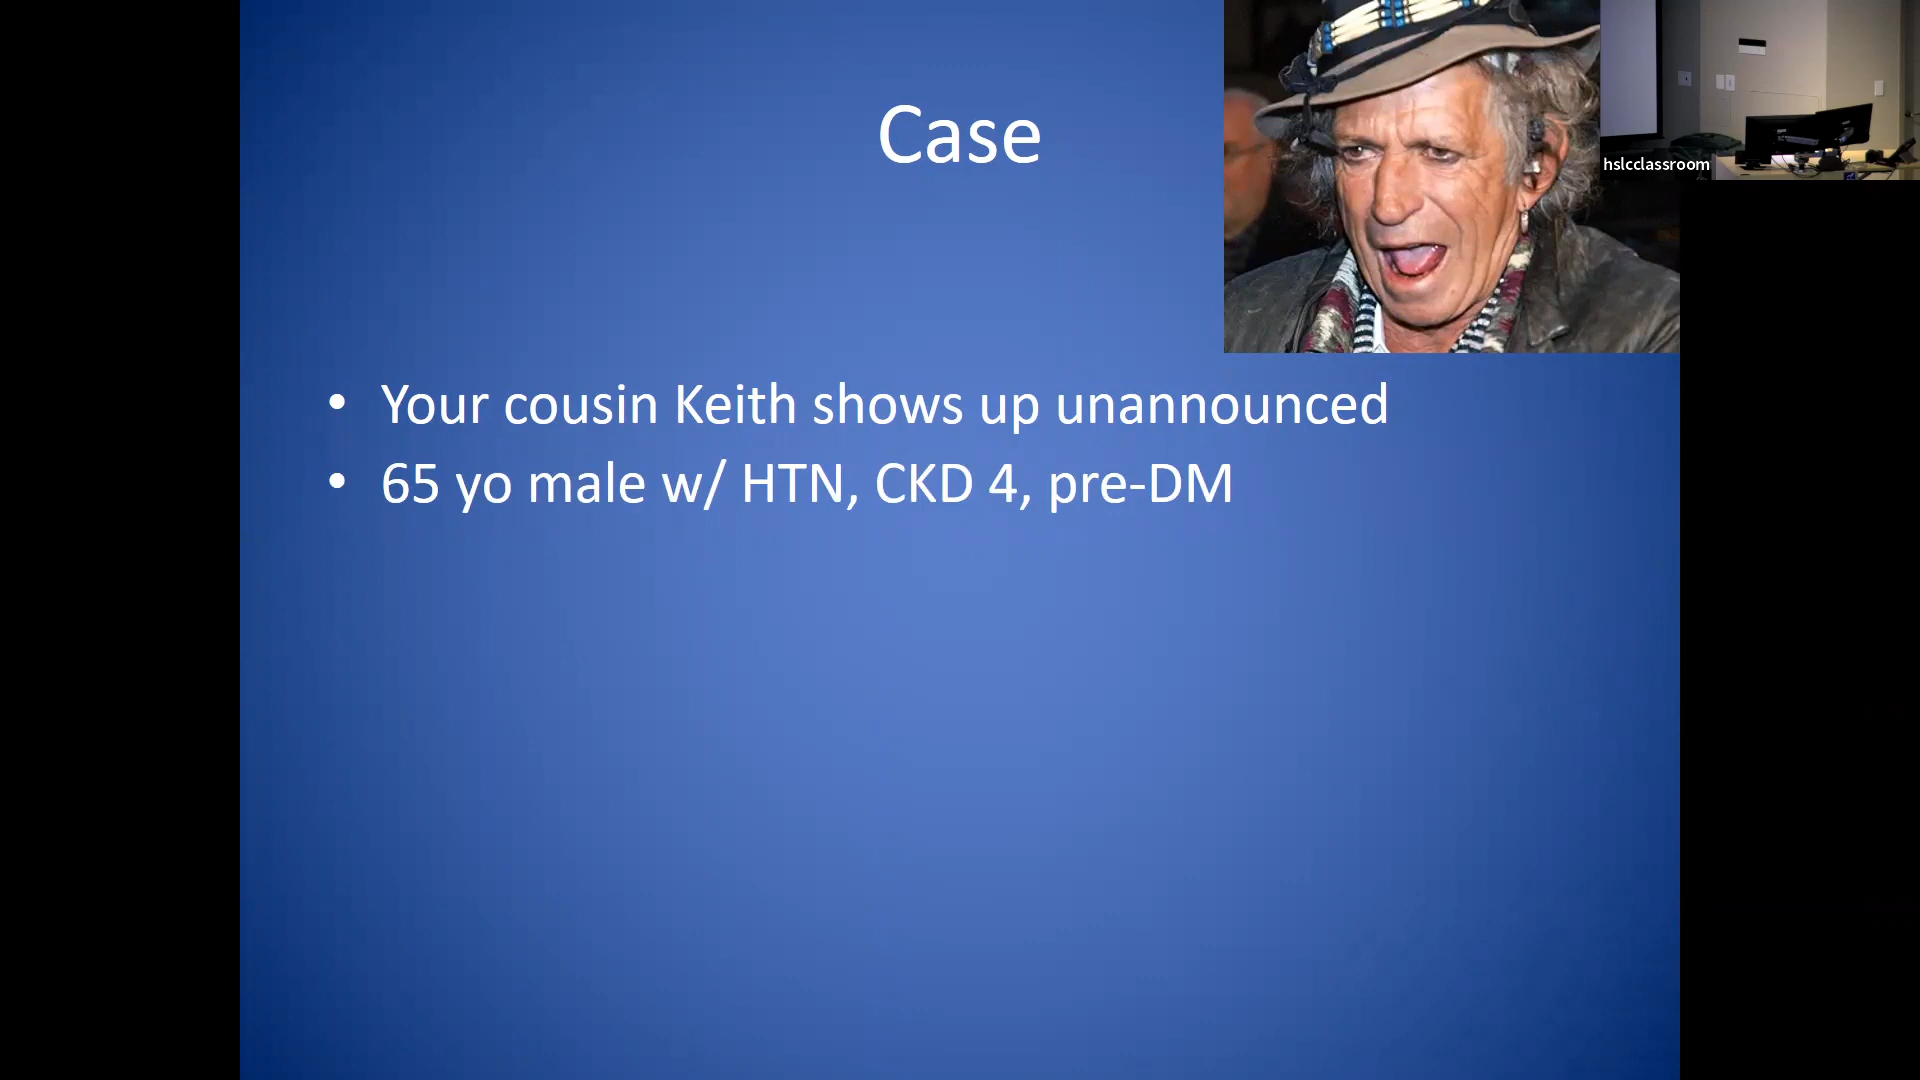 Case
hslcclassroom
• Your cousin Keith shows up unannounced
• 65 yo male w/ HTN, CKD 4, pre-DM